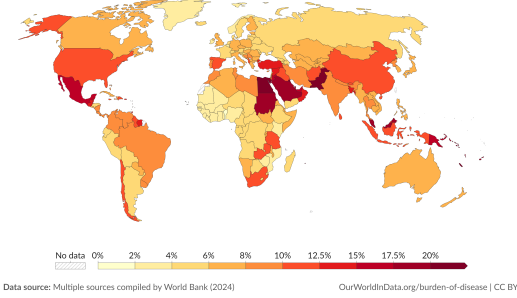 No data 0% 2% 4% 6% 8% 10% 12.5% 15% 17.5% 20%
Data source: Multiple sources compiled by World Bank (2024) OurWorldInData.org/burden-of-disease | CC BY